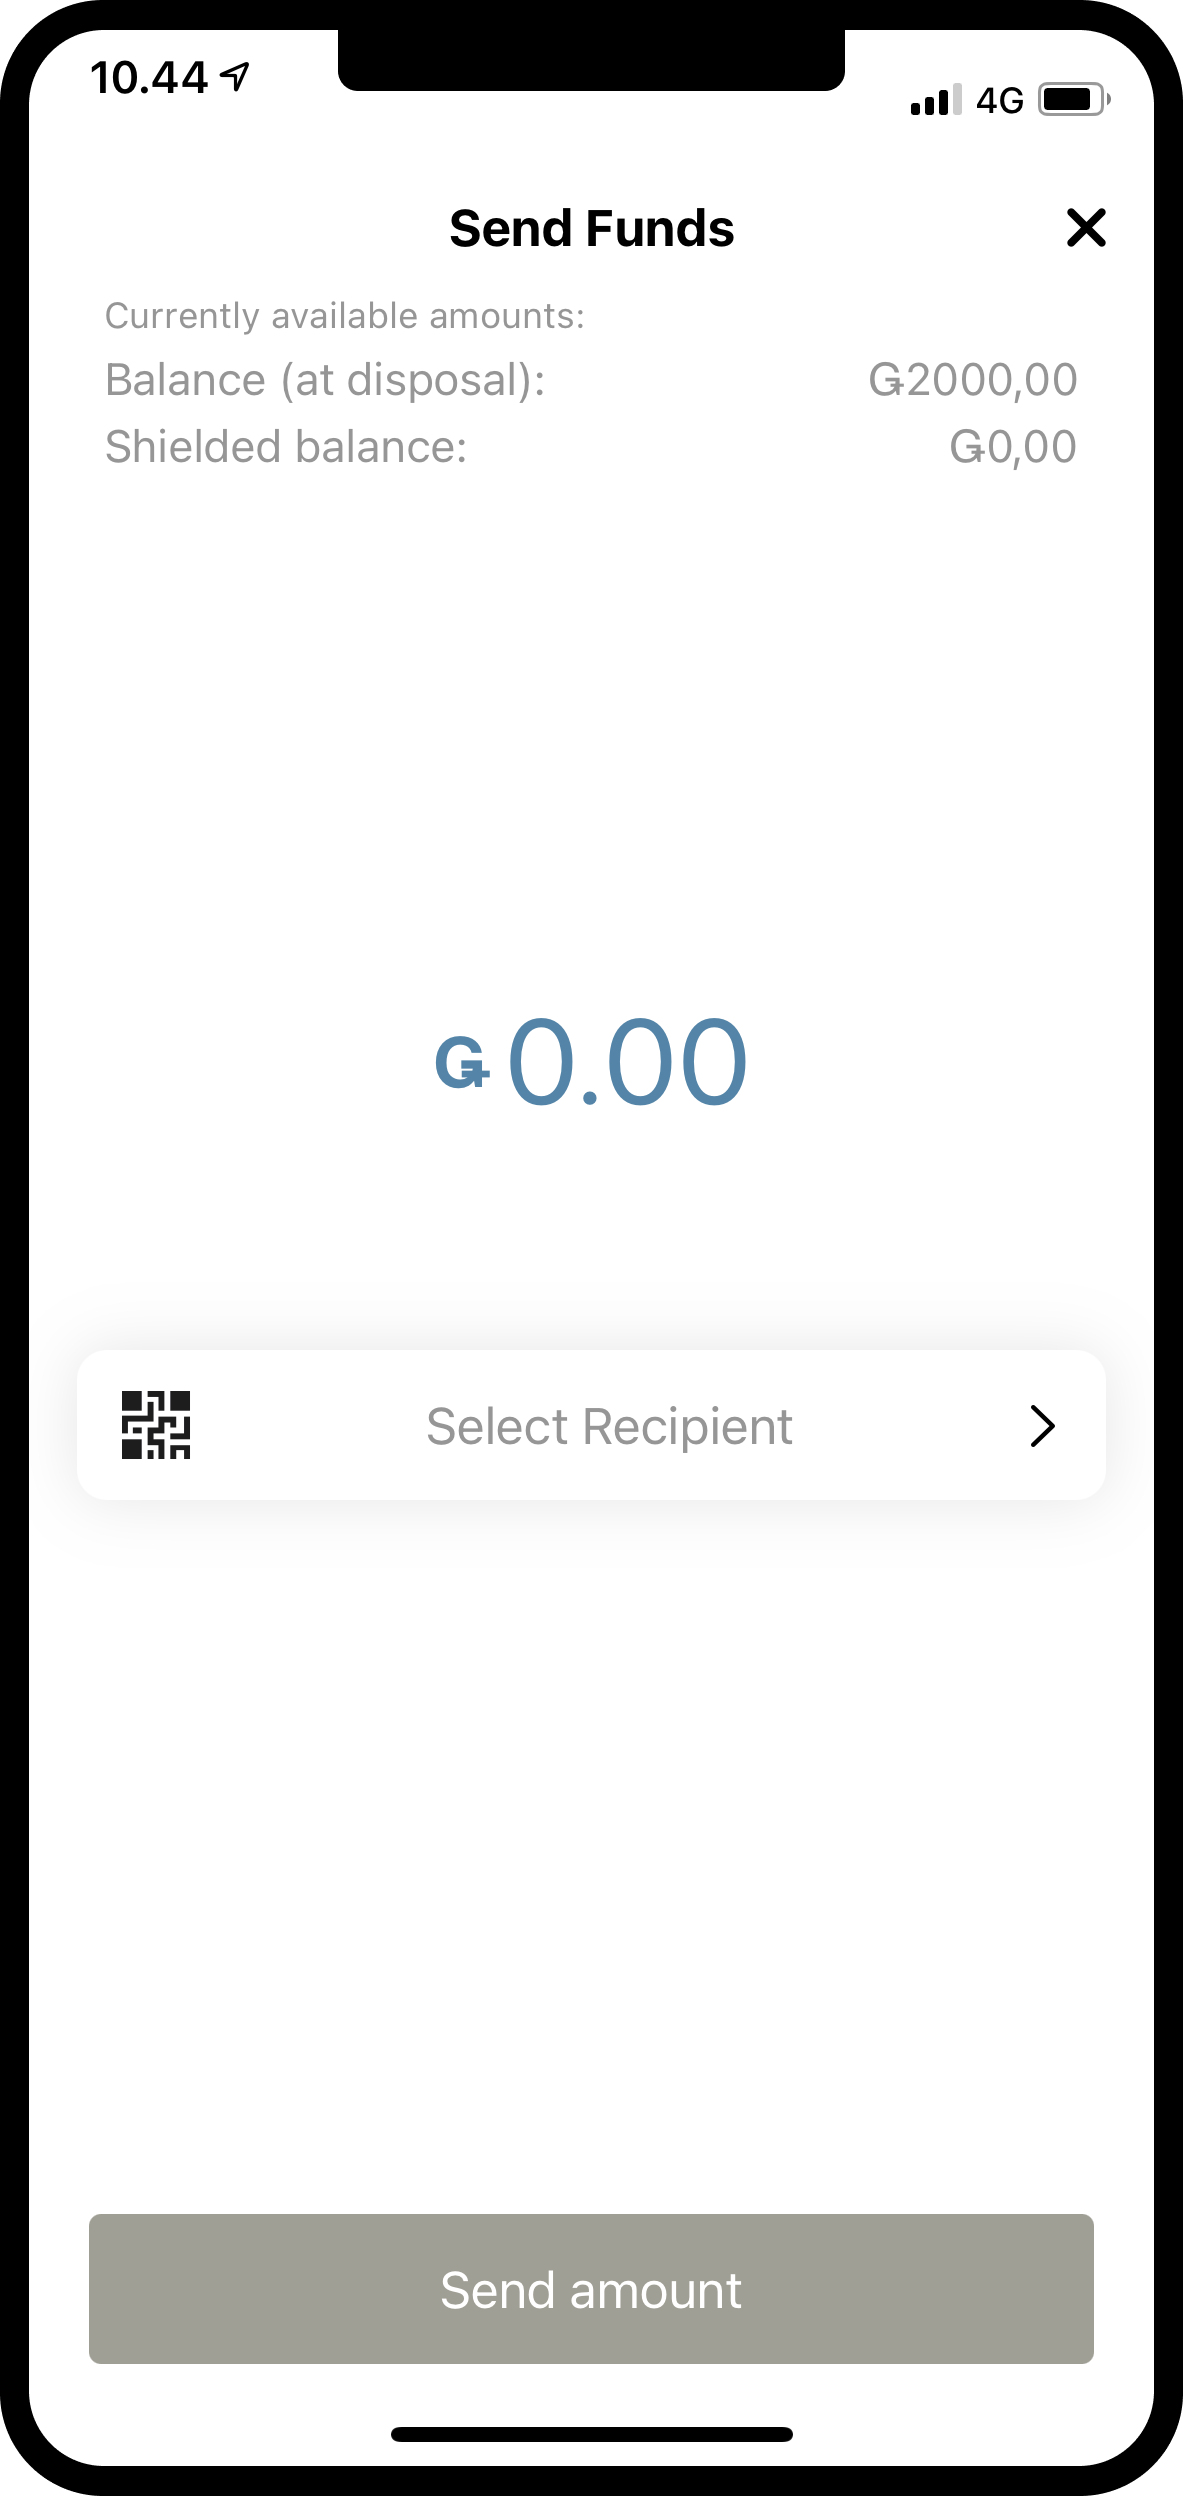 10.44
4G
Send Funds
Currently available amounts:
Balance (at disposal): Ǥ2000,00
Shielded balance: Ǥ0,00
Ǥ0.00
Select Recipient
Send amount